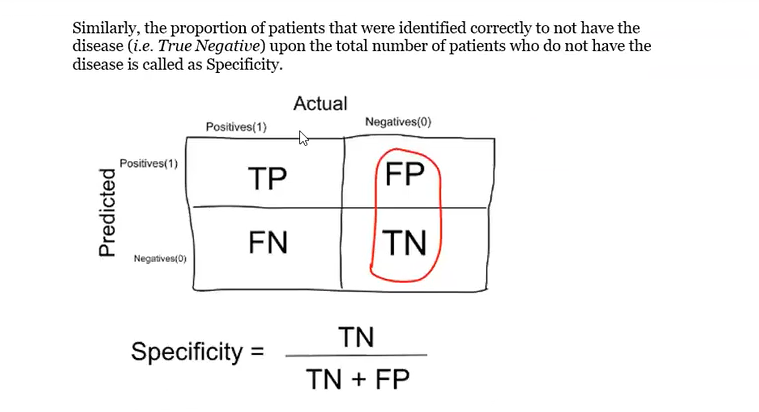 Similarly, the proportion of patients that were identified correctly to not have the
disease (i.e. True Negative) upon the total number of patients who do not have the
disease is called as Specificity.
Actual
Positives(1)
Negatives(0)
Predicted
Positives(1)
TP
FP
Negatives(0)
FN
TN
Specificity =
TN
TN + FP